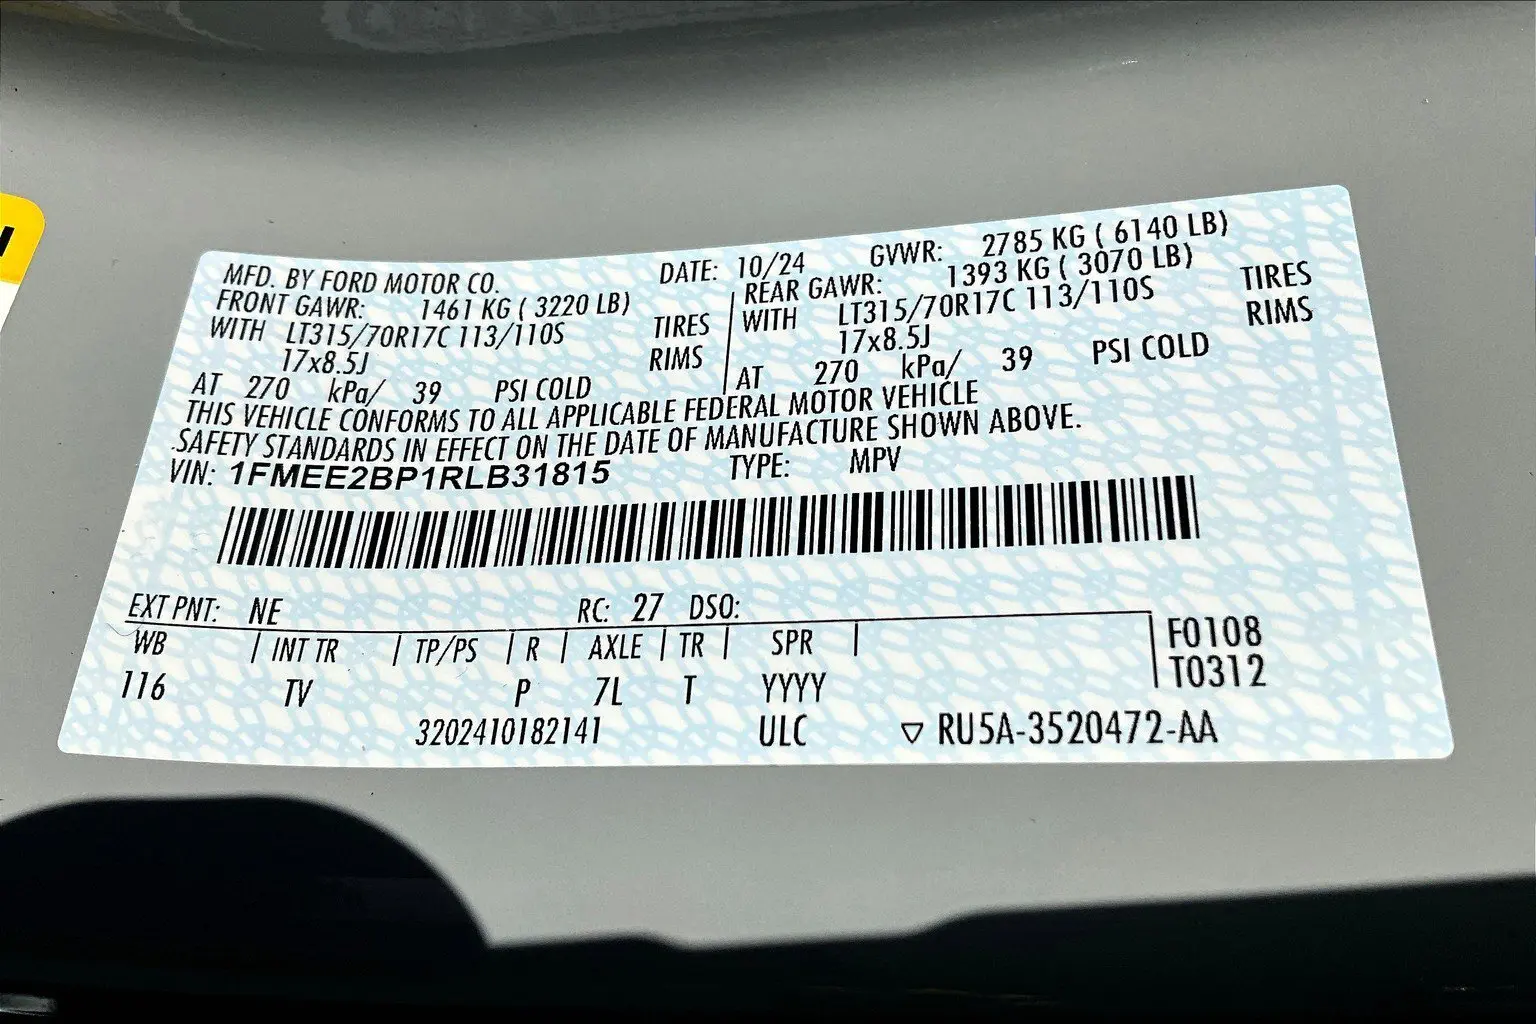 MFD. BY FORD MOTOR CO. DATE: 10/24 GVWR: 2785 KG ( 6140 LB)
FRONT GAWR: 1461 KG ( 3220 LB) REAR GAWR: 1393 KG ( 3070 LB)
WITH LT315/70R17C 113/110S TIRES WITH LT315/70R17C 113/110S TIRES
17x8.5J RIMS 17x8.5J RIMS
AT 270 kPa/ 39 PSI COLD AT 270 kPa/ 39 PSI COLD
THIS VEHICLE CONFORMS TO ALL APPLICABLE FEDERAL MOTOR VEHICLE
.SAFETY STANDARDS IN EFFECT ON THE DATE OF MANUFACTURE SHOWN ABOVE.
VIN: 1FMEE2BP1RLB31815 TYPE: MPV
EXT PNT: NE RC: 27 DSO:
WB | INT TR | TP/PS | R | AXLE | TR | SPR | F0108
T0312
116 TV P 7L T YYYY
3202410182141 ULC ▽ RU5A-3520472-AA